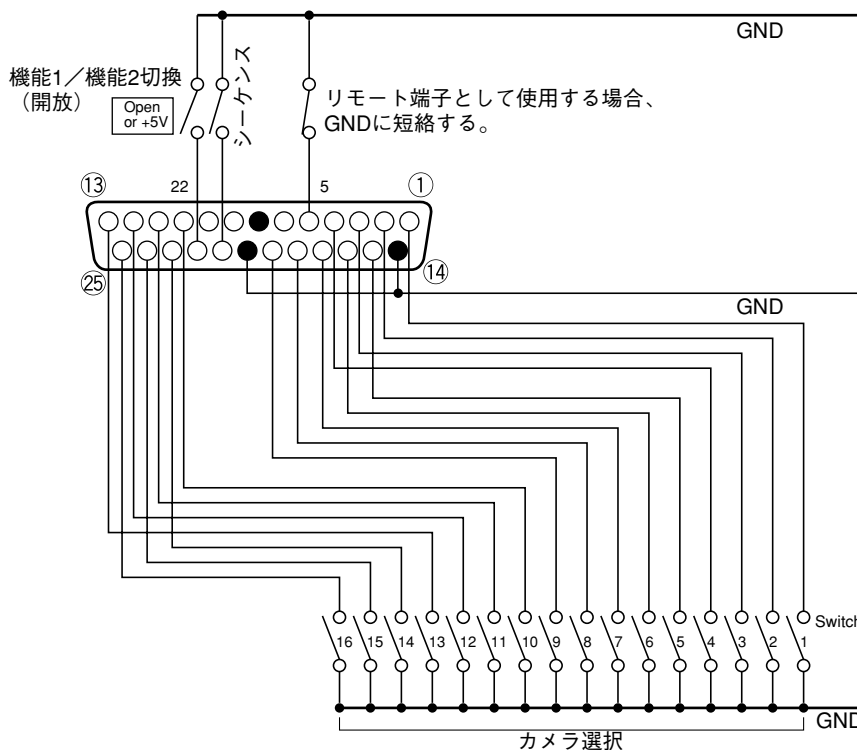 GND
機能1／機能2切換
（開放）
Open
or +5V
シーケンス
リモート端子として使用する場合、
GNDに短絡する。
⑬ 22 5 ①
㉕ ⑭
GND
Switch
16 15 14 13 12 11 10 9 8 7 6 5 4 3 2 1
GND
カメラ選択